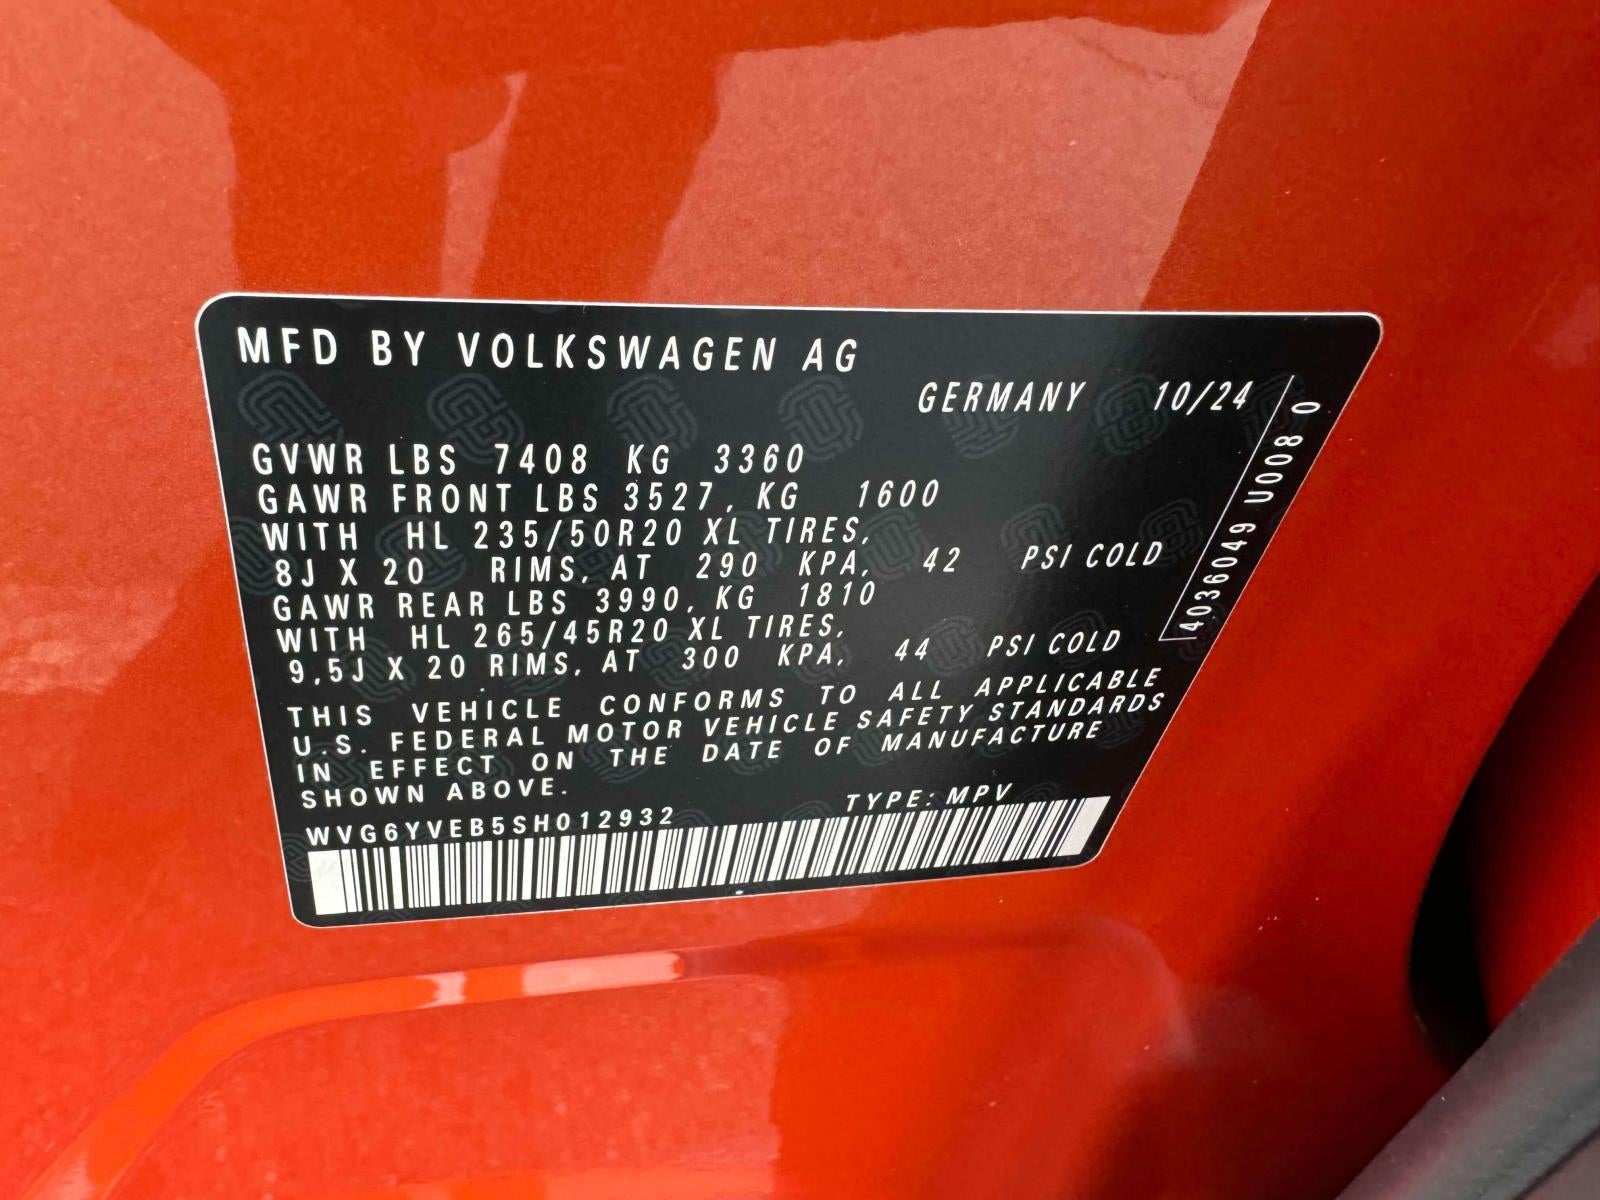 MFD BY VOLKSWAGEN AG
GERMANY 10/24
GVWR LBS 7408 KG 3360
GAWR FRONT LBS 3527, KG 1600
WITH HL 235/50R20 XL TIRES,
8J X 20 RIMS, AT 290 KPA, 42 PSI COLD
GAWR REAR LBS 3990, KG 1810
WITH HL 265/45R20 XL TIRES,
9,5J X 20 RIMS, AT 300 KPA, 44 PSI COLD
THIS VEHICLE CONFORMS TO ALL APPLICABLE
U.S. FEDERAL MOTOR VEHICLE SAFETY STANDARDS
IN EFFECT ON THE DATE OF MANUFACTURE
SHOWN ABOVE.
TYPE: MPV
WVG6YVEB5SH012932
4036049 U008 0